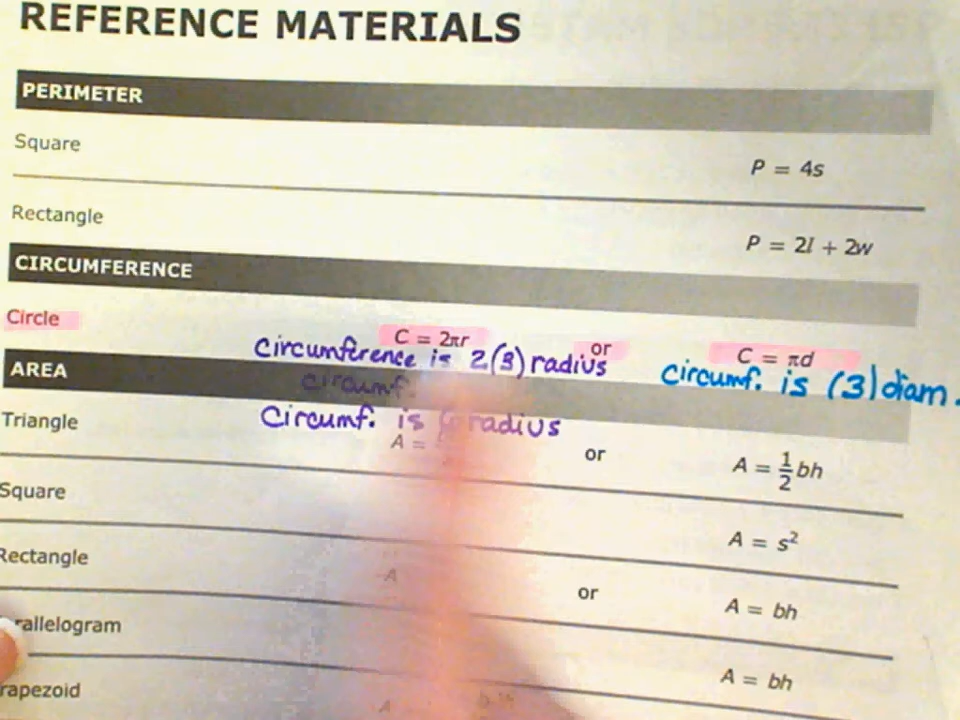 REFERENCE MATERIALS
PERIMETER
Square P = 4s
Rectangle P = 2l + 2w
CIRCUMFERENCE
Circle C = 2πr or C = πd
circumference is 2(3) radius circumf. is (3) diam.
AREA circumf.
Circumf. is radius
Triangle A = or A = 1/2 bh
Square A = s²
Rectangle A or A = bh
rallelogram A = bh
rapezoid A